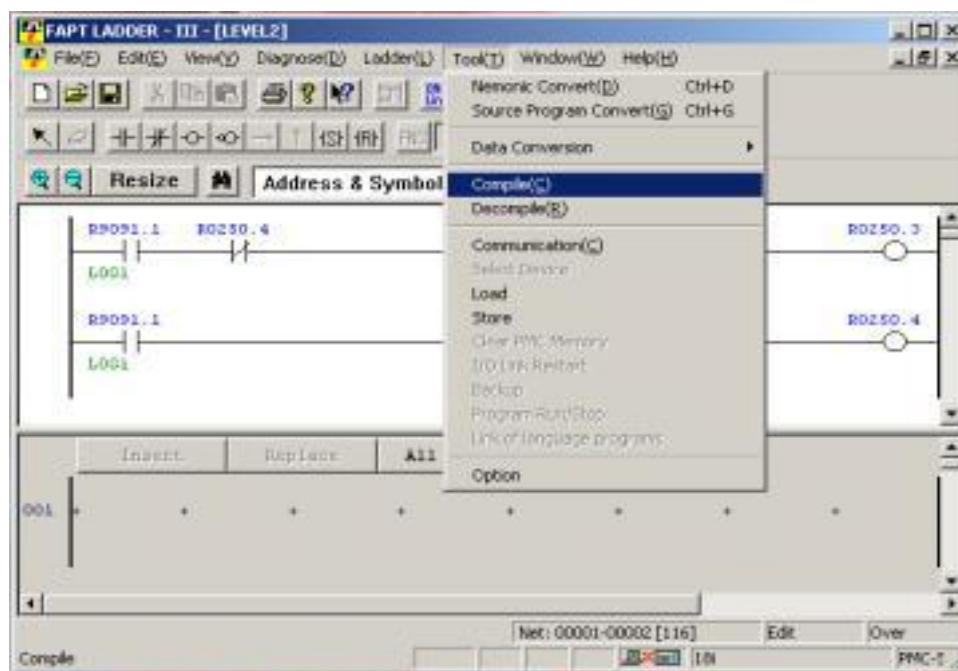 FAPT LADDER - III - [LEVEL2]
File(F) Edit(E) View(V) Diagnose(D) Ladder(L) Tool(T) Window(W) Help(H)
Nemonic Convert(D) Ctrl+D
Source Program Convert(G) Ctrl+G
Data Conversion
Compile(C)
Decompile(R)
Communication(C)
Select Device
Load
Store
Clear PMC Memory
I/O Link Restart
Backup
Program Run/Stop
Link of language programs
Option
Resize Address & Symbol
R9091.1 R0250.4 R0250.3
LOG1
R9091.1 R0250.4
LOG1
Insert Replace All
001
Net: 00001-00002 [116] Edit Over
Compile 18i